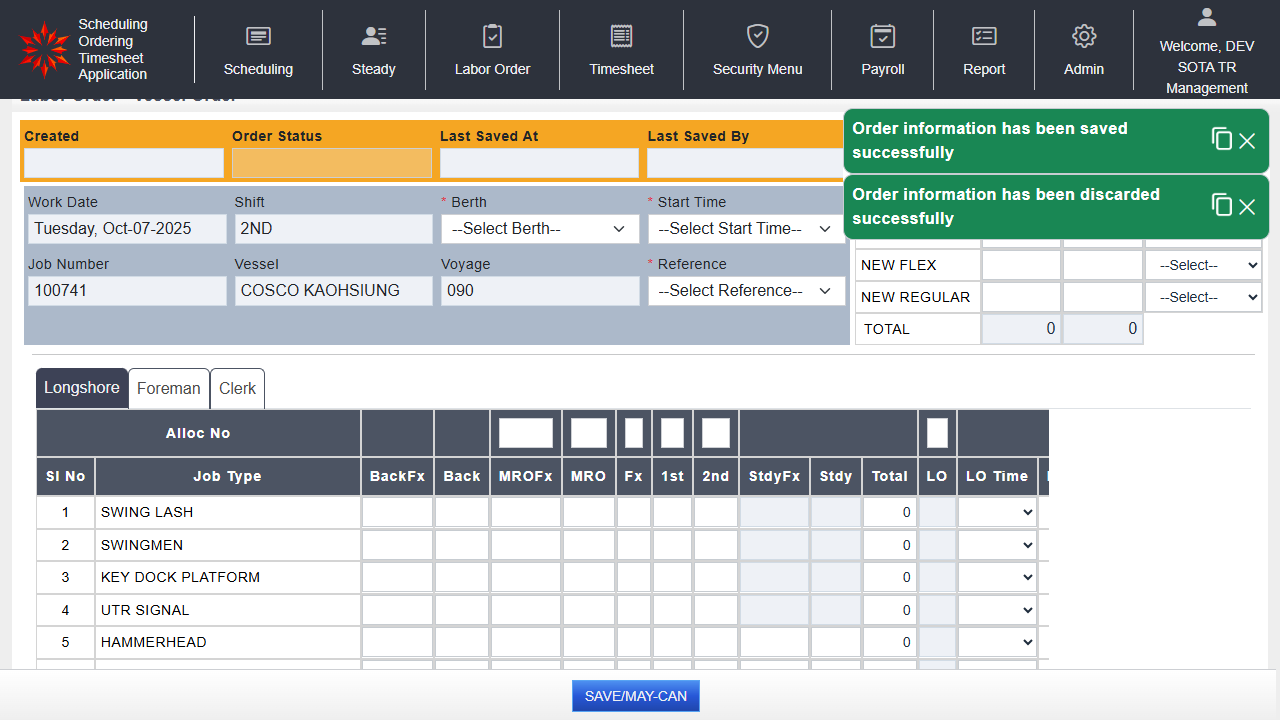 Scheduling
Ordering
Timesheet
Application
Scheduling
Steady
Labor Order
Timesheet
Security Menu
Payroll
Report
Admin
Welcome, DEV
SOTA TR
Management
Order information has been saved
successfully
Order information has been discarded
successfully
Created Order Status Last Saved At Last Saved By
Work Date Shift * Berth * Start Time
Tuesday, Oct-07-2025 2ND --Select Berth-- --Select Start Time--
Job Number Vessel Voyage * Reference
100741 COSCO KAOHSIUNG 090 --Select Reference--
NEW FLEX --Select--
NEW REGULAR --Select--
TOTAL 0 0
Longshore Foreman Clerk
Alloc No
SI No Job Type BackFx Back MROFx MRO Fx 1st 2nd StdyFx Stdy Total LO LO Time
1 SWING LASH 0
2 SWINGMEN 0
3 KEY DOCK PLATFORM 0
4 UTR SIGNAL 0
5 HAMMERHEAD 0
SAVE/MAY-CAN